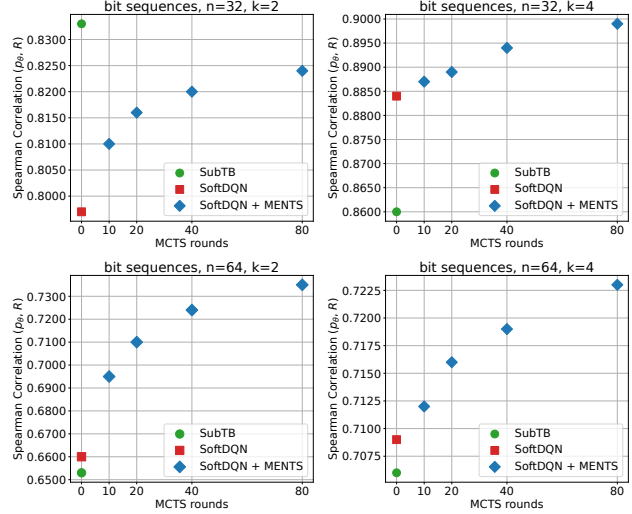 bit sequences, n=32, k=2
Spearman Correlation (pθ, R)
0.8300
0.8250
0.8200
0.8150
0.8100
0.8050
0.8000
0 10 20 40 80
MCTS rounds
SubTB
SoftDQN
SoftDQN + MENTS
bit sequences, n=32, k=4
Spearman Correlation (pθ, R)
0.9000
0.8950
0.8900
0.8850
0.8800
0.8750
0.8700
0.8650
0.8600
0 10 20 40 80
MCTS rounds
SubTB
SoftDQN
SoftDQN + MENTS
bit sequences, n=64, k=2
Spearman Correlation (pθ, R)
0.7300
0.7200
0.7100
0.7000
0.6900
0.6800
0.6700
0.6600
0.6500
0 10 20 40 80
MCTS rounds
SubTB
SoftDQN
SoftDQN + MENTS
bit sequences, n=64, k=4
Spearman Correlation (pθ, R)
0.7225
0.7200
0.7175
0.7150
0.7125
0.7100
0.7075
0 10 20 40 80
MCTS rounds
SubTB
SoftDQN
SoftDQN + MENTS